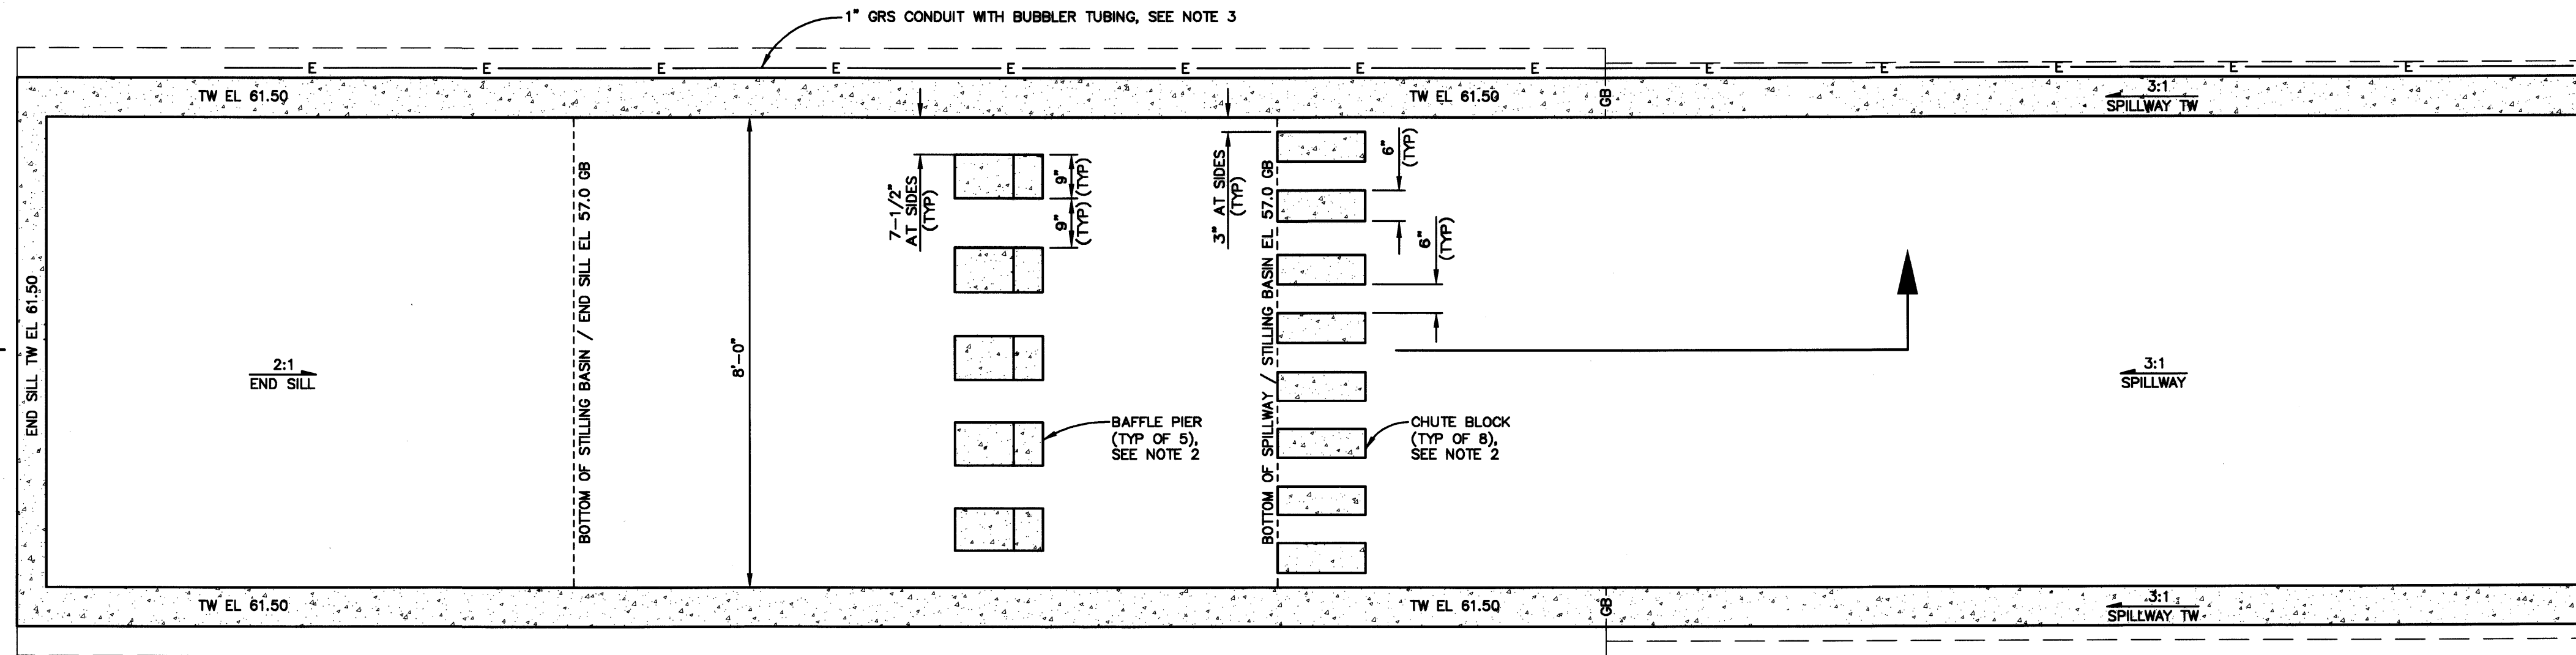 1" GRS CONDUIT WITH BUBBLER TUBING, SEE NOTE 3
E E E E E E E E E E E E E
TW EL 61.50
TW EL 61.50
GB
3:1
SPILLWAY TW
END SILL TW EL 61.50
2:1
END SILL
BOTTOM OF STILLING BASIN / END SILL EL 57.0 GB
8'-0"
7-1/2"
AT SIDES
(TYP)
9"
(TYP)
9"
(TYP)
3" AT SIDES
(TYP)
BOTTOM OF SPILLWAY / STILLING BASIN EL 57.0 GB
6"
(TYP)
6"
(TYP)
BAFFLE PIER
(TYP OF 5),
SEE NOTE 2
CHUTE BLOCK
(TYP OF 8),
SEE NOTE 2
3:1
SPILLWAY
TW EL 61.50
TW EL 61.50
GB
3:1
SPILLWAY TW